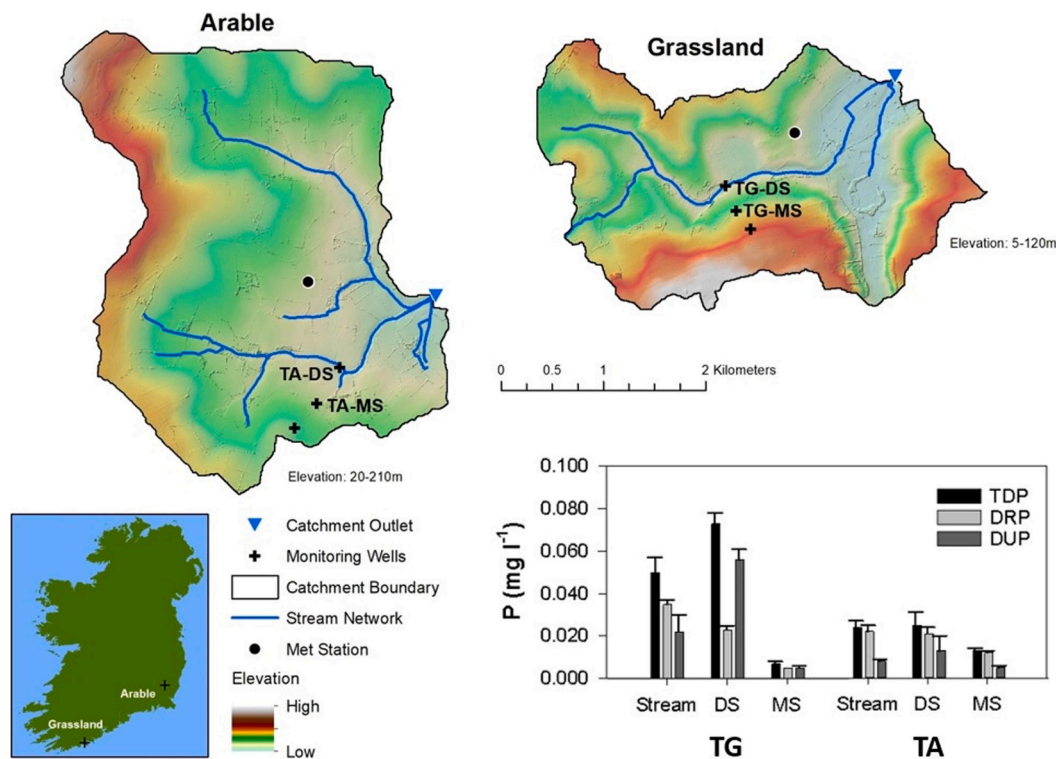 Arable
Grassland
TG-DS
TG-MS
Elevation: 5-120m
TA-DS
TA-MS
Elevation: 20-210m
0 0.5 1 2 Kilometers
Arable
Grassland
Catchment Outlet
Monitoring Wells
Catchment Boundary
Stream Network
Met Station
Elevation
High
Low
P (mg l⁻¹)
0.100
0.080
0.060
0.040
0.020
0.000
TDP
DRP
DUP
Stream DS MS Stream DS MS
TG TA